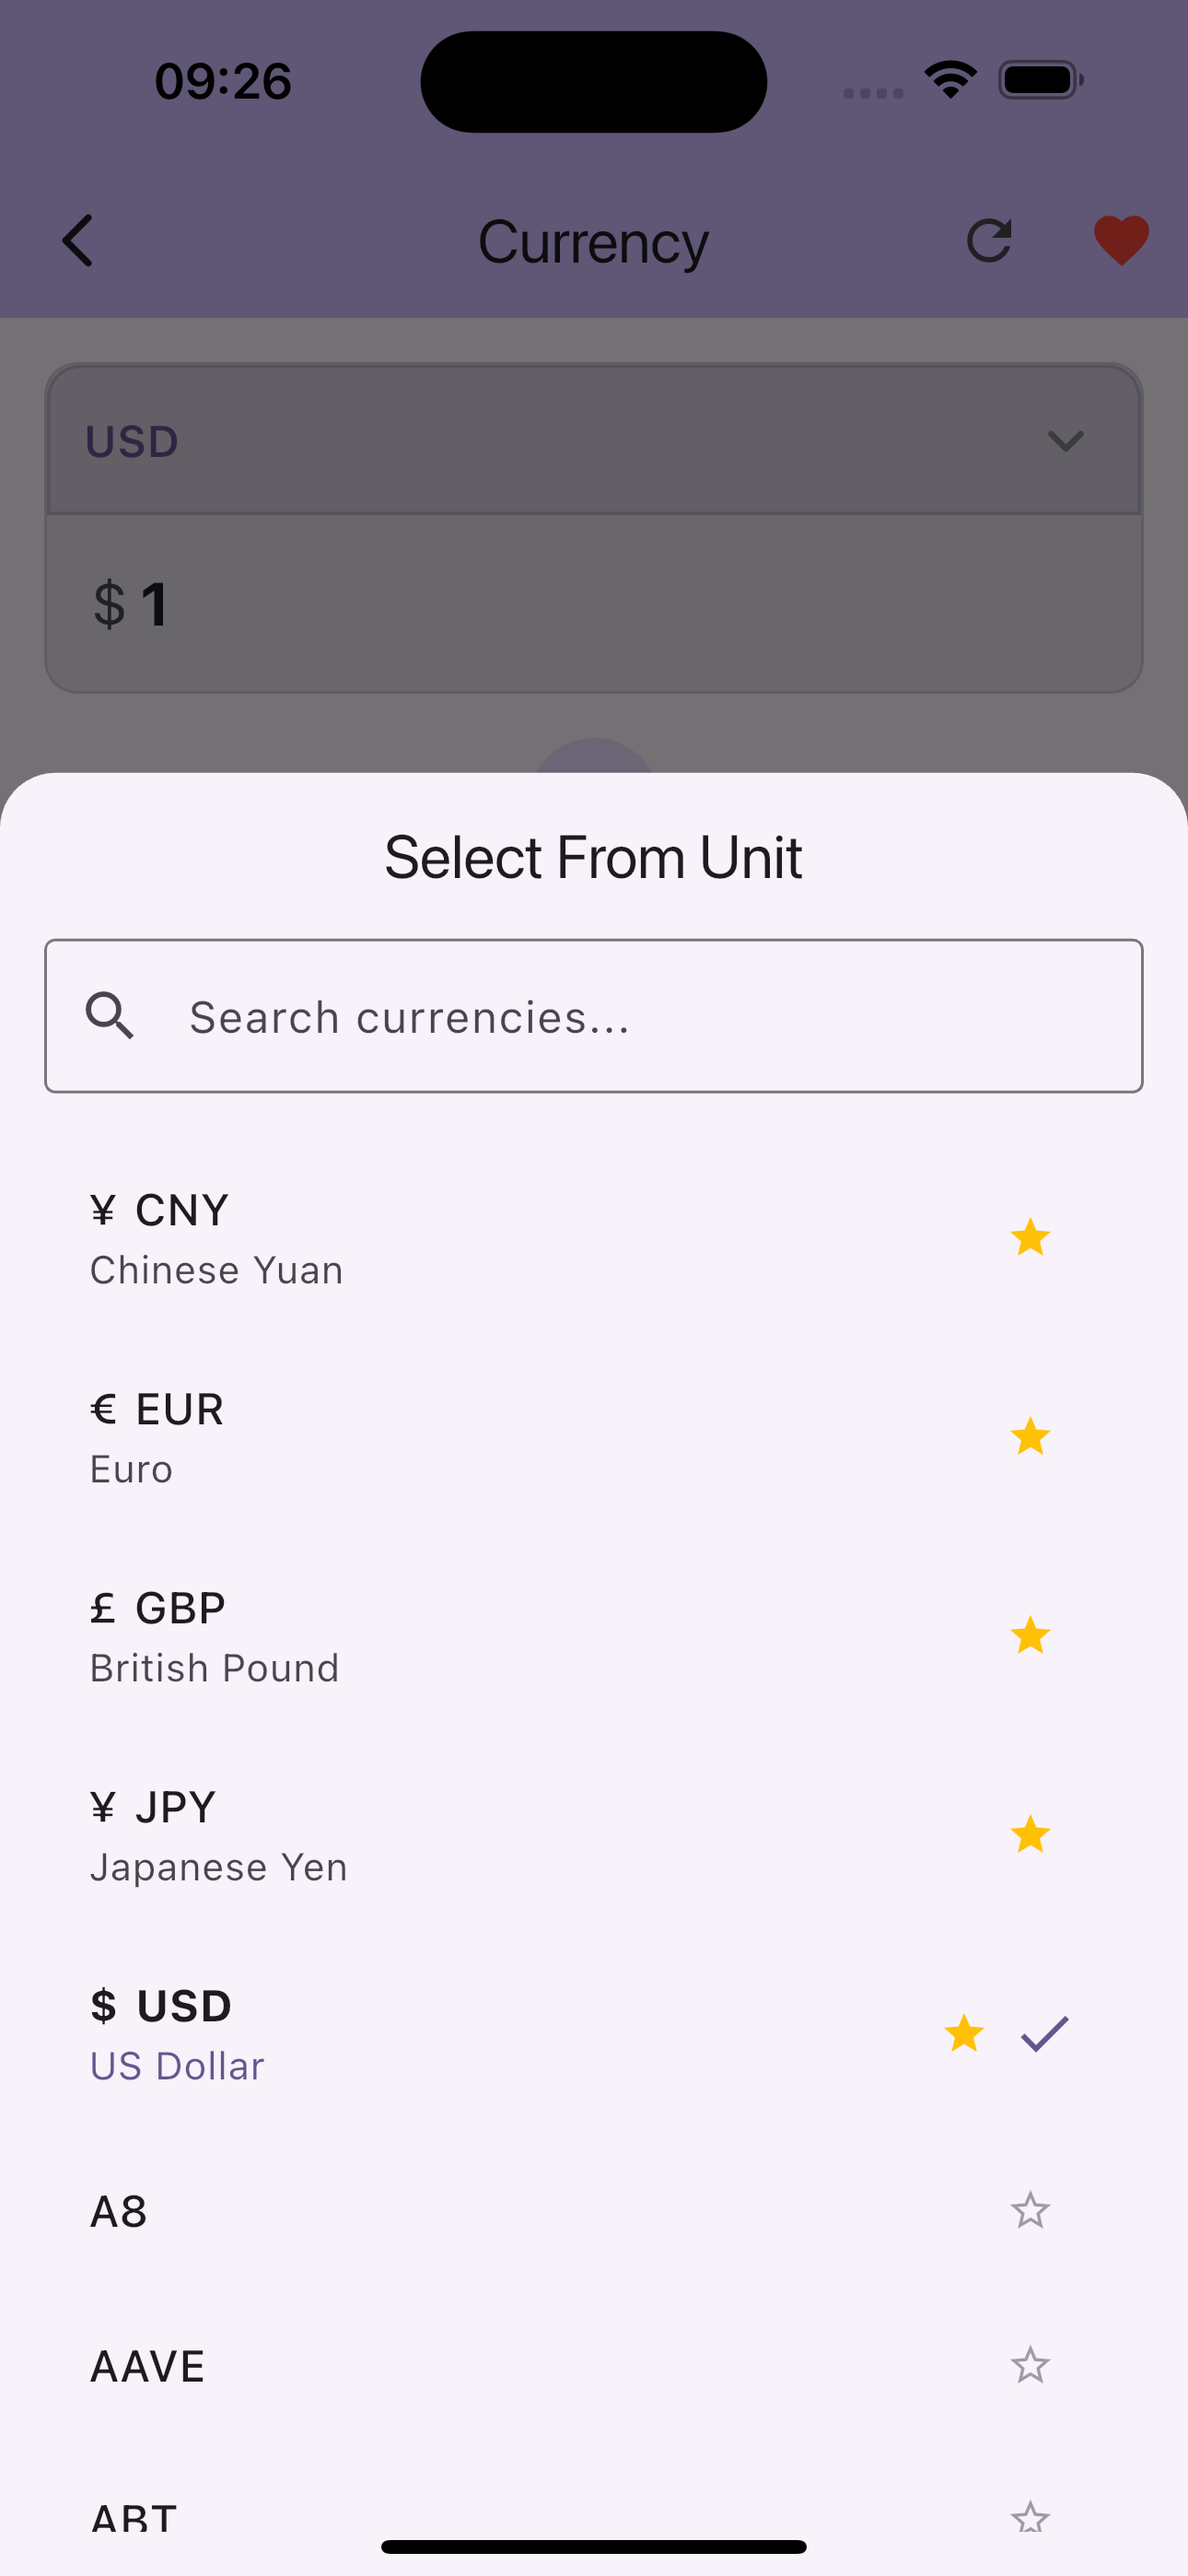 09:26
Currency
USD
$ 1
Select From Unit
Search currencies...
¥ CNY
Chinese Yuan
€ EUR
Euro
£ GBP
British Pound
¥ JPY
Japanese Yen
$ USD
US Dollar
A8
AAVE
ABT